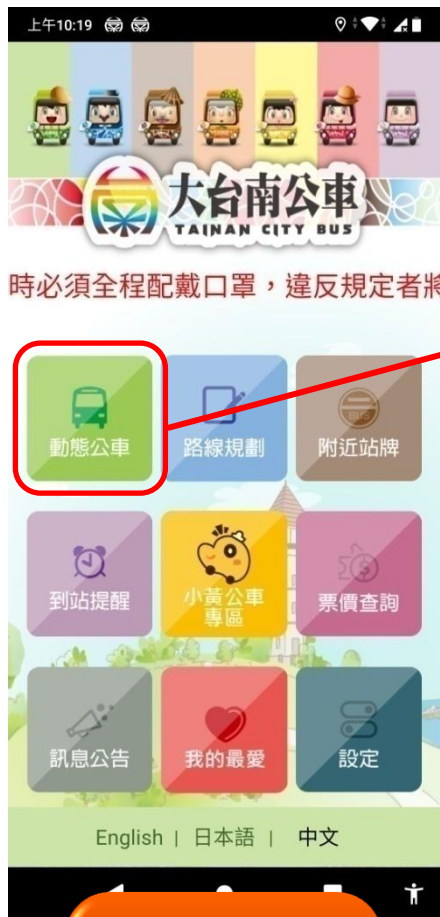 上午10:19
大台南公車
TAINAN CITY BUS
時必須全程配戴口罩，違反規定者將
動態公車
路線規劃
BUS
附近站牌
到站提醒
小黃公車
專區
票價查詢
訊息公告
我的最愛
設定
English | 日本語 | 中文